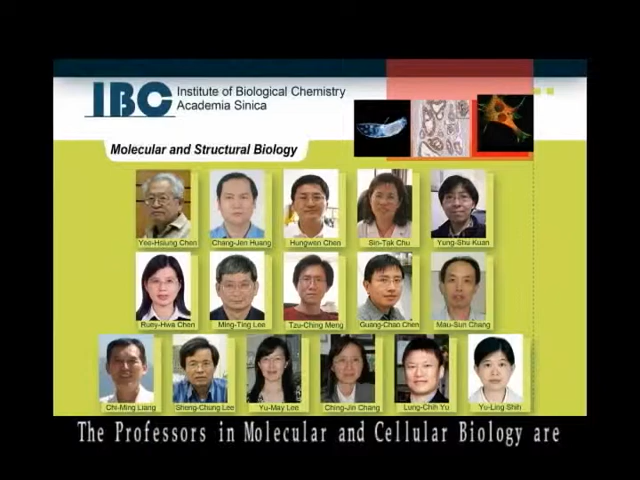 IBC
Institute of Biological Chemistry
Academia Sinica
Molecular and Structural Biology
Yee-Hsiung Chen
Chang-Jen Huang
Hungwen Chen
Sin-Tak Chu
Yung-Shu Kuan
Ruey-Hwa Chen
Ming-Ting Lee
Tzu-Ching Meng
Guang-Chao Chen
Mau-Sun Chang
Chi-Ming Liang
Sheng-Chung Lee
Yu-May Lee
Ching-Jin Chang
Lung-Chih Yu
Yu-Ling Shih
The Professors in Molecular and Cellular Biology are